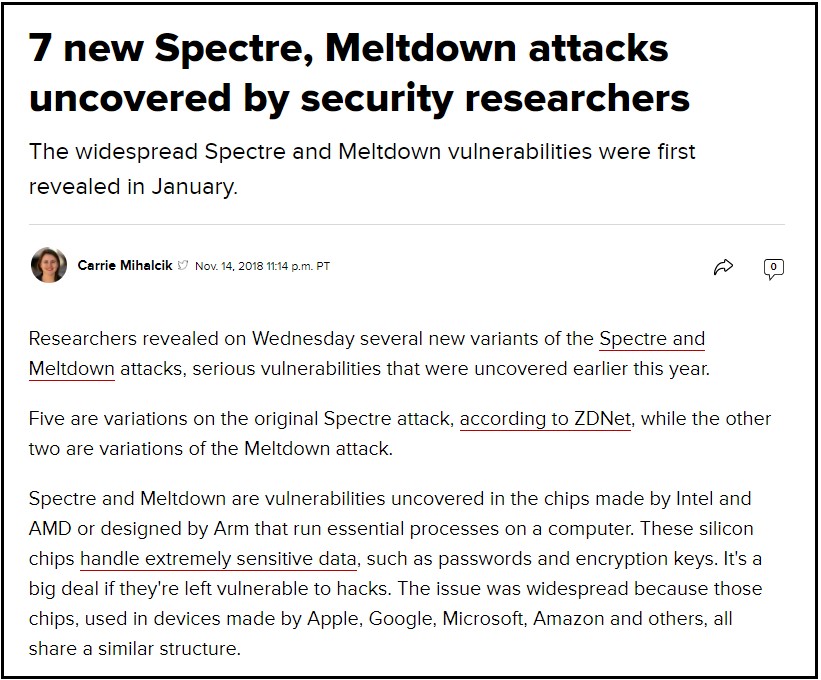 7 new Spectre, Meltdown attacks
uncovered by security researchers
The widespread Spectre and Meltdown vulnerabilities were first
revealed in January.
Carrie Mihalcik Nov. 14, 2018 11:14 p.m. PT
0
Researchers revealed on Wednesday several new variants of the Spectre and
Meltdown attacks, serious vulnerabilities that were uncovered earlier this year.
Five are variations on the original Spectre attack, according to ZDNet, while the other
two are variations of the Meltdown attack.
Spectre and Meltdown are vulnerabilities uncovered in the chips made by Intel and
AMD or designed by Arm that run essential processes on a computer. These silicon
chips handle extremely sensitive data, such as passwords and encryption keys. It's a
big deal if they're left vulnerable to hacks. The issue was widespread because those
chips, used in devices made by Apple, Google, Microsoft, Amazon and others, all
share a similar structure.